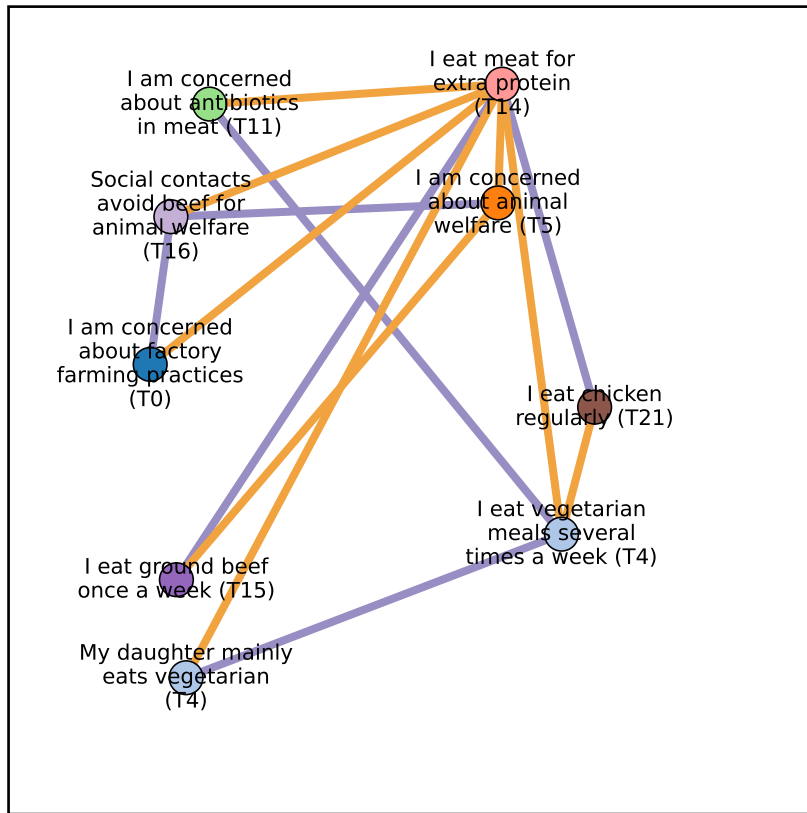 I eat meat for
extra protein
(T14)
I am concerned
about antibiotics
in meat (T11)
Social contacts
avoid beef for
animal welfare
(T16)
I am concerned
about animal
welfare (T5)
I am concerned
about factory
farming practices
(T0)
I eat chicken
regularly (T21)
I eat vegetarian
meals several
times a week (T4)
I eat ground beef
once a week (T15)
My daughter mainly
eats vegetarian
(T4)